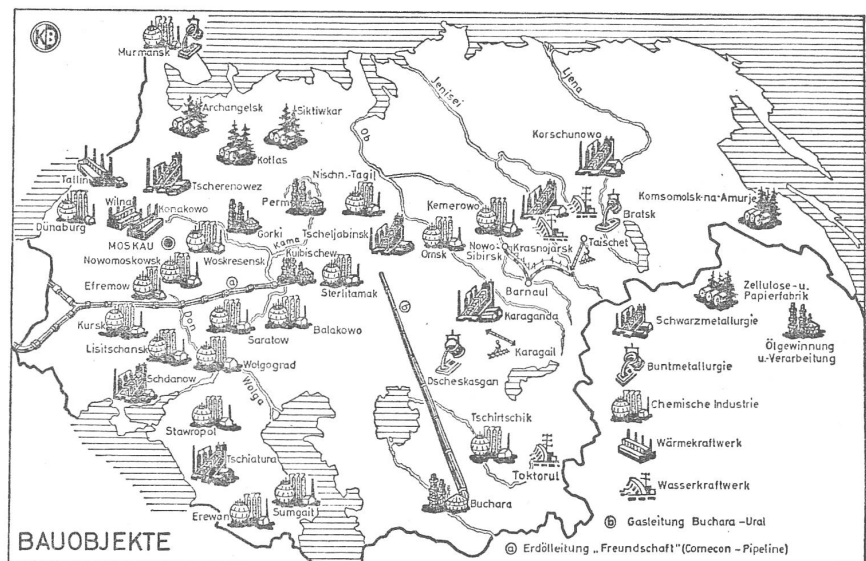 KB
Murmansk
Jenisei
Ljena
Archangelsk
Siktiwkar
Ob
Korschunowo
Kotlas
Tallin
Tscherenowez
Nischn.-Tagil
Komsomolsk-na-Amurje
Wilna
Konakowo
Perm
Kemerowo
Bratsk
Dünaburg
Gorki
Tscheljabinsk
MOSKAU
Kama
Omsk
Nowo-
Sibirsk
Krasnojarsk
Taischet
Woskresensk
Kuibischew
Nowomoskowsk
Zellulose-u.
Papierfabrik
Efremow
a
Sterlitamak
Barnaul
Karaganda
Schwarzmetallurgie
Ölgewinnung
u.-Verarbeitung
Kursk
Don
Saratow
Balakowo
Karagail
Lisitschansk
Wolgograd
Dscheskasgan
Buntmetallurgie
Schdanow
Wolga
Chemische Industrie
Stawropol
Tschirtschik
Wärmekraftwerk
Tschiatura
Toktorul
Wasserkraftwerk
Buchara
Erewan
Sumgait
b Gasleitung Buchara-Ural
BAUOBJEKTE
a Erdölleitung „Freundschaft" (Comecon - Pipeline)